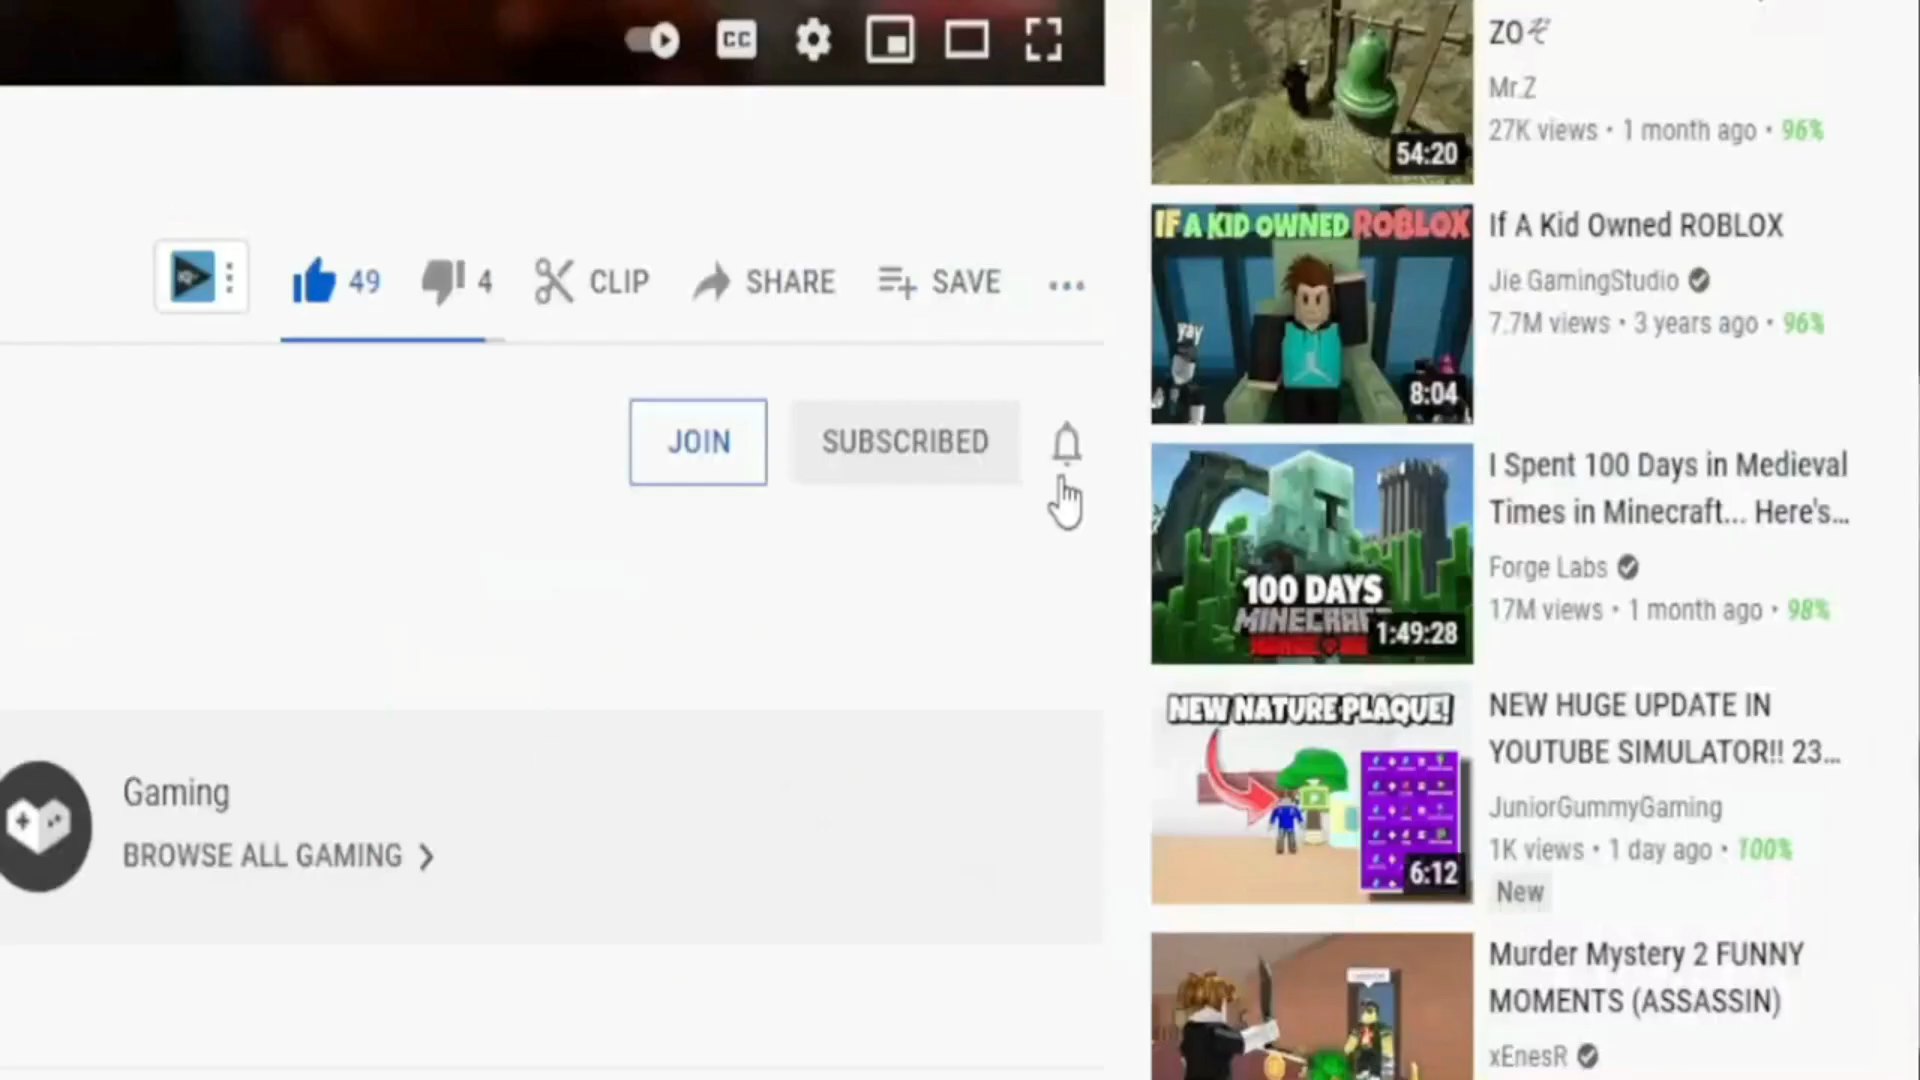 CC
49
4
CLIP
SHARE
SAVE
JOIN
SUBSCRIBED
Gaming
BROWSE ALL GAMING
54:20
ZOぞ
Mr.Z
27K views • 1 month ago • 96%
IF A KID OWNED ROBLOX
yay
8:04
If A Kid Owned ROBLOX
Jie GamingStudio
7.7M views • 3 years ago • 96%
100 DAYS
MINECRAFT
1:49:28
I Spent 100 Days in Medieval
Times in Minecraft... Here's...
Forge Labs
17M views • 1 month ago • 98%
NEW NATURE PLAQUE!
6:12
NEW HUGE UPDATE IN
YOUTUBE SIMULATOR!! 23...
JuniorGummyGaming
1K views • 1 day ago • 100%
New
Murder Mystery 2 FUNNY
MOMENTS (ASSASSIN)
xEnesR